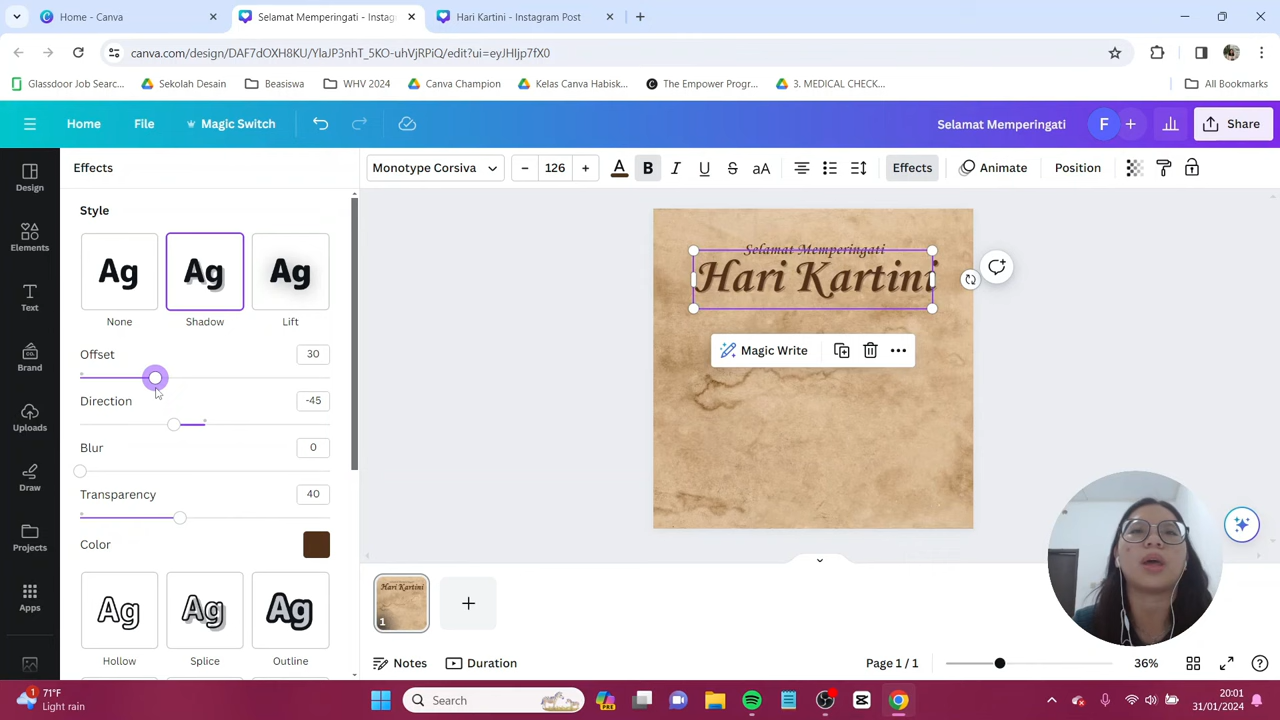 Home - Canva
Selamat Memperingati - Instag
Hari Kartini - Instagram Post
canva.com/design/DAF7dOXH8KU/YlaJP3nhT_5KO-uhVjRPiQ/edit?ui=eyJHIjp7fX0
Glassdoor Job Searc...
Sekolah Desain
Beasiswa
WHV 2024
Canva Champion
Kelas Canva Habisk...
The Empower Progr...
3. MEDICAL CHECK...
All Bookmarks
Home
File
Magic Switch
Selamat Memperingati
F
Share
Design
Elements
Text
Brand
Uploads
Draw
Projects
Apps
Effects
Monotype Corsiva
126
A
B
I
U
S
aA
Effects
Animate
Position
Style
Ag
Ag
Ag
None
Shadow
Lift
Offset
30
Direction
-45
Blur
0
Transparency
40
Color
Ag
Ag
Ag
Hollow
Splice
Outline
Selamat Memperingati
Hari Kartini
Magic Write
Hari Kartini
1
Notes
Duration
Page 1 / 1
36%
1
71°F
Light rain
Search
PRE
20:01
31/01/2024